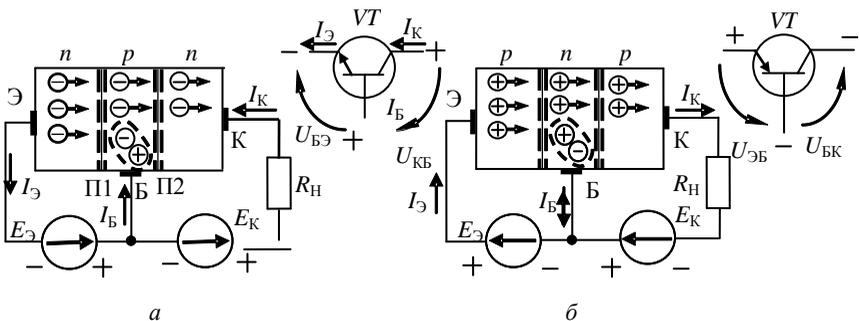 VT
I_Э
I_К
−
+
I_Б
U_БЭ
+
U_КБ
n p n
Э
I_К
К
R_Н
I_Э
П1 Б П2
I_Б
E_Э
E_К
−
+
−
+
а
VT
+
−
U_ЭБ
−
U_БК
p n p
Э
I_К
К
R_Н
I_Э
I_Б
Б
E_Э
E_К
+
−
+
−
б